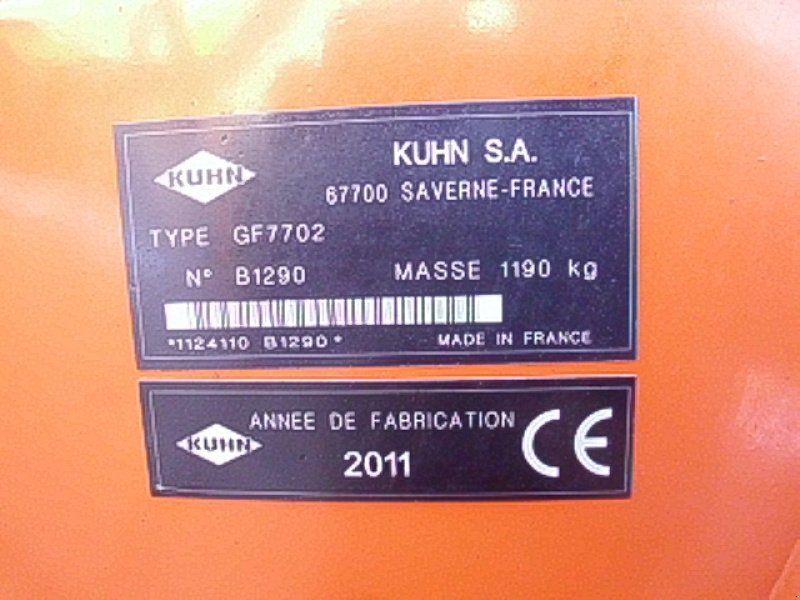 KUHN
KUHN S.A.
67700 SAVERNE-FRANCE
TYPE GF7702
N° B1290 MASSE 1190 kg
*1124110 B1290*
MADE IN FRANCE
KUHN
ANNEE DE FABRICATION
2011
CE